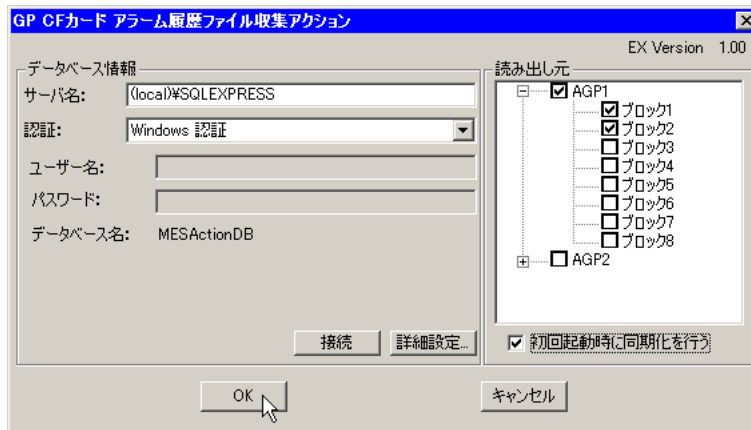 GP CFカード アラーム履歴ファイル収集アクション
EX Version 1.00
データベース情報
サーバ名: (local)¥SQLEXPRESS
認証: Windows 認証
ユーザー名:
パスワード:
データベース名: MESActionDB
接続
詳細設定...
読み出し元
AGP1
ブロック1
ブロック2
ブロック3
ブロック4
ブロック5
ブロック6
ブロック7
ブロック8
AGP2
初回起動時に同期化を行う
OK
キャンセル